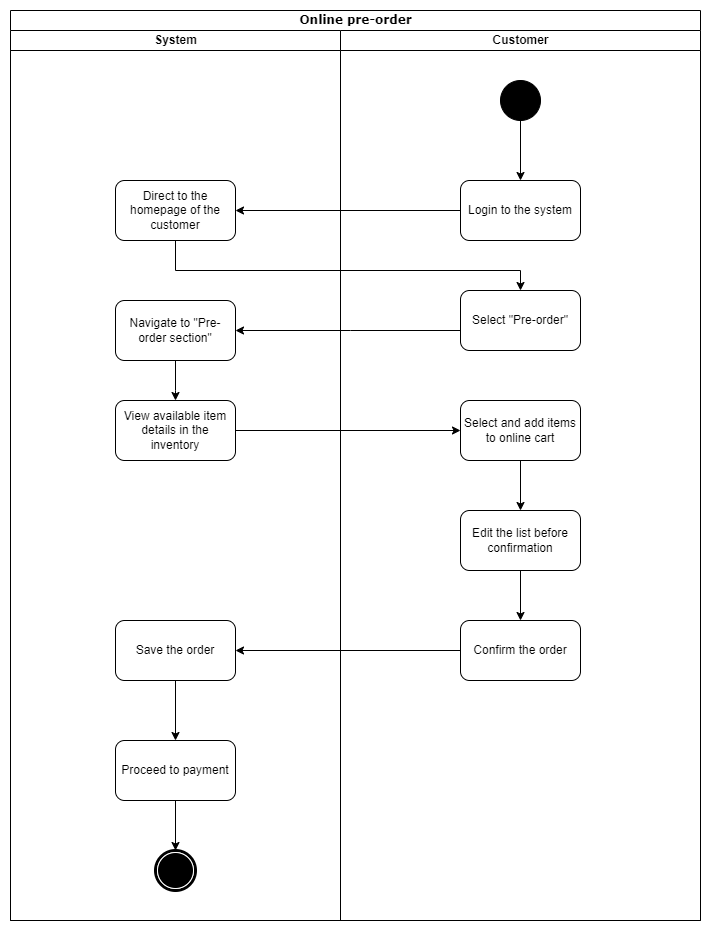 Online pre-order
System
Customer
Login to the system
Direct to the
homepage of the
customer
Select "Pre-order"
Navigate to "Pre-
order section"
View available item
details in the
inventory
Select and add items
to online cart
Edit the list before
confirmation
Confirm the order
Save the order
Proceed to payment